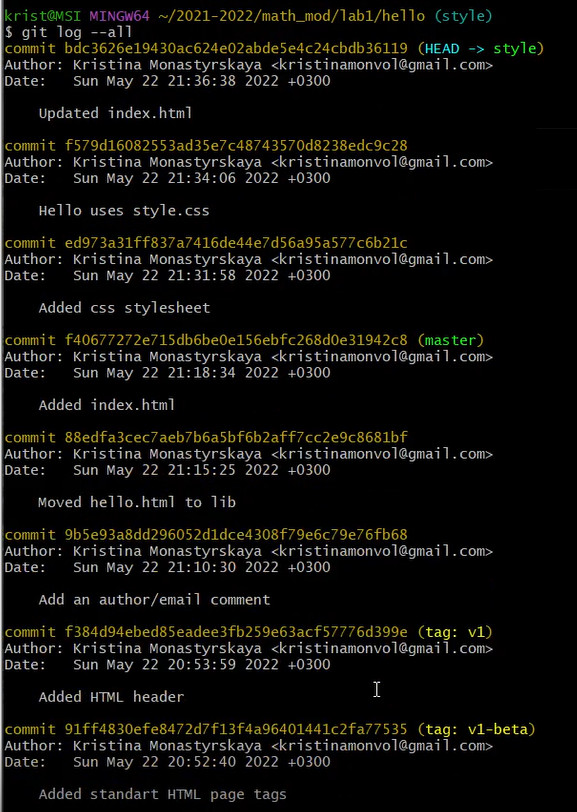 krist@MSI MINGW64 ~/2021-2022/math_mod/lab1/hello (style)
$ git log --all
commit bdc3626e19430ac624e02abde5e4c24cbdb36119 (HEAD -> style)
Author: Kristina Monastyrskaya <kristinamonvol@gmail.com>
Date:   Sun May 22 21:36:38 2022 +0300
    Updated index.html
commit f579d16082553ad35e7c48743570d8238edc9c28
Author: Kristina Monastyrskaya <kristinamonvol@gmail.com>
Date:   Sun May 22 21:34:06 2022 +0300
    Hello uses style.css
commit ed973a31ff837a7416de44e7d56a95a577c6b21c
Author: Kristina Monastyrskaya <kristinamonvol@gmail.com>
Date:   Sun May 22 21:31:58 2022 +0300
    Added css stylesheet
commit f40677272e715db6be0e156ebfc268d0e31942c8 (master)
Author: Kristina Monastyrskaya <kristinamonvol@gmail.com>
Date:   Sun May 22 21:18:34 2022 +0300
    Added index.html
commit 88edfa3cec7aeb7b6a5bf6b2aff7cc2e9c8681bf
Author: Kristina Monastyrskaya <kristinamonvol@gmail.com>
Date:   Sun May 22 21:15:25 2022 +0300
    Moved hello.html to lib
commit 9b5e93a8dd296052d1dce4308f79e6c79e76fb68
Author: Kristina Monastyrskaya <kristinamonvol@gmail.com>
Date:   Sun May 22 21:10:30 2022 +0300
    Add an author/email comment
commit f384d94ebed85eadee3fb259e63acf57776d399e (tag: v1)
Author: Kristina Monastyrskaya <kristinamonvol@gmail.com>
Date:   Sun May 22 20:53:59 2022 +0300
    Added HTML header
commit 91ff4830efe8472d7f13f4a96401441c2fa77535 (tag: v1-beta)
Author: Kristina Monastyrskaya <kristinamonvol@gmail.com>
Date:   Sun May 22 20:52:40 2022 +0300
    Added standart HTML page tags